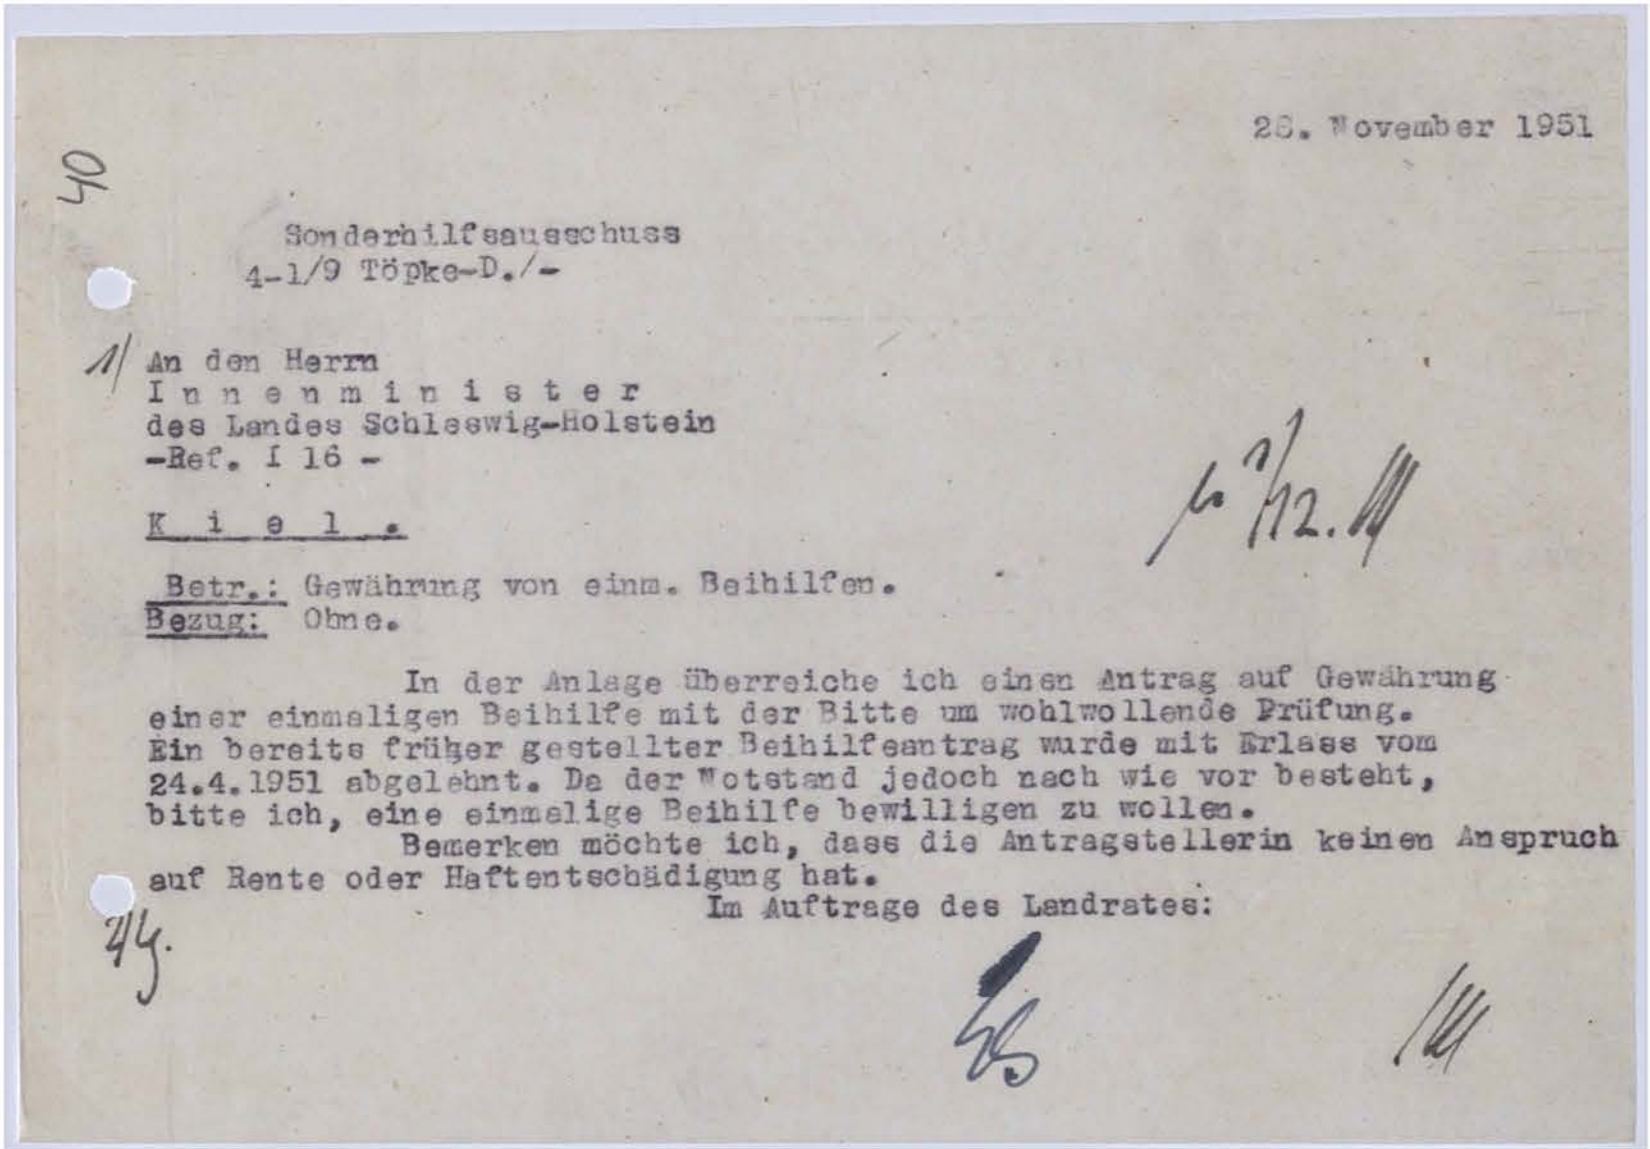 40
November 1951
Sonderhilfsausschuss
4-1/9 Töpke-D./-
1/ An den Herrn
Innenminister
des Landes Schleswig-Holstein
-Ref. I 16 -
Kiel.
Betr.: Gewährung von einm. Beihilfen.
Bezug: Ohne.
/12.
In der Anlage überreiche ich einen Antrag auf Gewährung
einer einmaligen Beihilfe mit der Bitte um wohlwollende Prüfung.
Ein bereits früher gestellter Beihilfeantrag wurde mit Erlass vom
24.4.1951 abgelehnt. Da der Notstand jedoch nach wie vor besteht,
bitte ich, eine einmalige Beihilfe bewilligen zu wollen.
Bemerken möchte ich, dass die Antragstellerin keinen Anspruch
auf Rente oder Haftentschädigung hat.
Im Auftrage des Landrates: